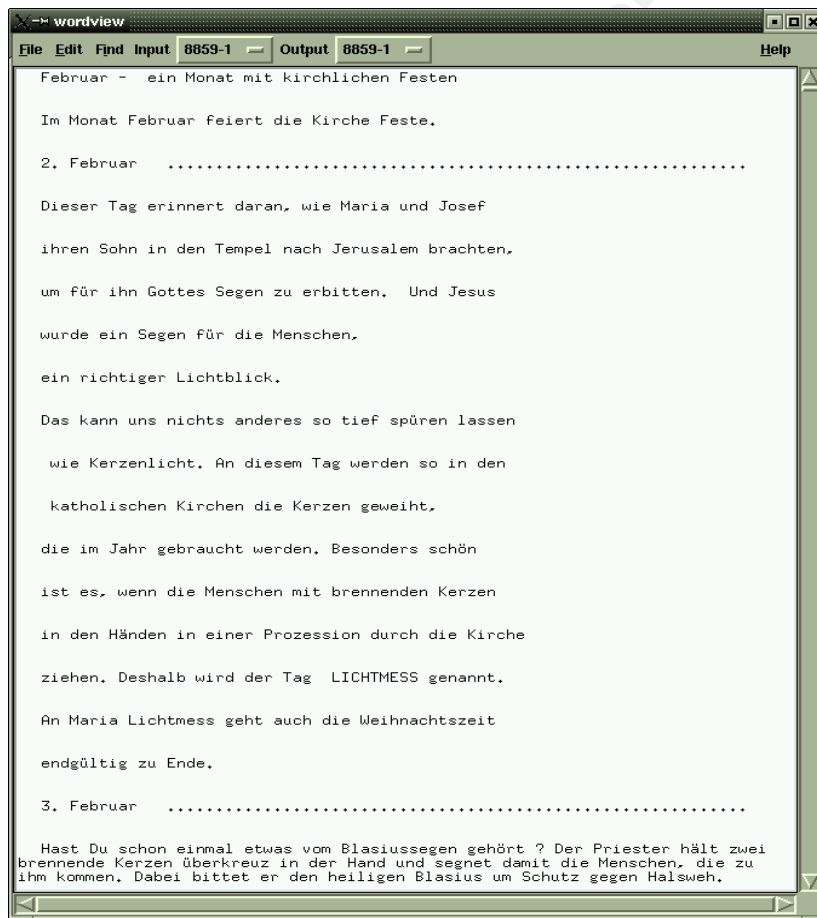 wordview
File Edit Find Input 8859-1 Output 8859-1 Help
Februar - ein Monat mit kirchlichen Festen
Im Monat Februar feiert die Kirche Feste.
2. Februar ............................................................
Dieser Tag erinnert daran, wie Maria und Josef
ihren Sohn in den Tempel nach Jerusalem brachten,
um für ihn Gottes Segen zu erbitten. Und Jesus
wurde ein Segen für die Menschen,
ein richtiger Lichtblick.
Das kann uns nichts anderes so tief spüren lassen
wie Kerzenlicht. An diesem Tag werden so in den
katholischen Kirchen die Kerzen geweiht,
die im Jahr gebraucht werden. Besonders schön
ist es, wenn die Menschen mit brennenden Kerzen
in den Händen in einer Prozession durch die Kirche
ziehen. Deshalb wird der Tag LICHTMESS genannt.
An Maria Lichtmess geht auch die Weihnachtszeit
endgültig zu Ende.
3. Februar ............................................................
Hast Du schon einmal etwas vom Blasiussegen gehört ? Der Priester hält zwei
brennende Kerzen überkreuz in der Hand und segnet damit die Menschen, die zu
ihm kommen. Dabei bittet er den heiligen Blasius um Schutz gegen Halsweh.